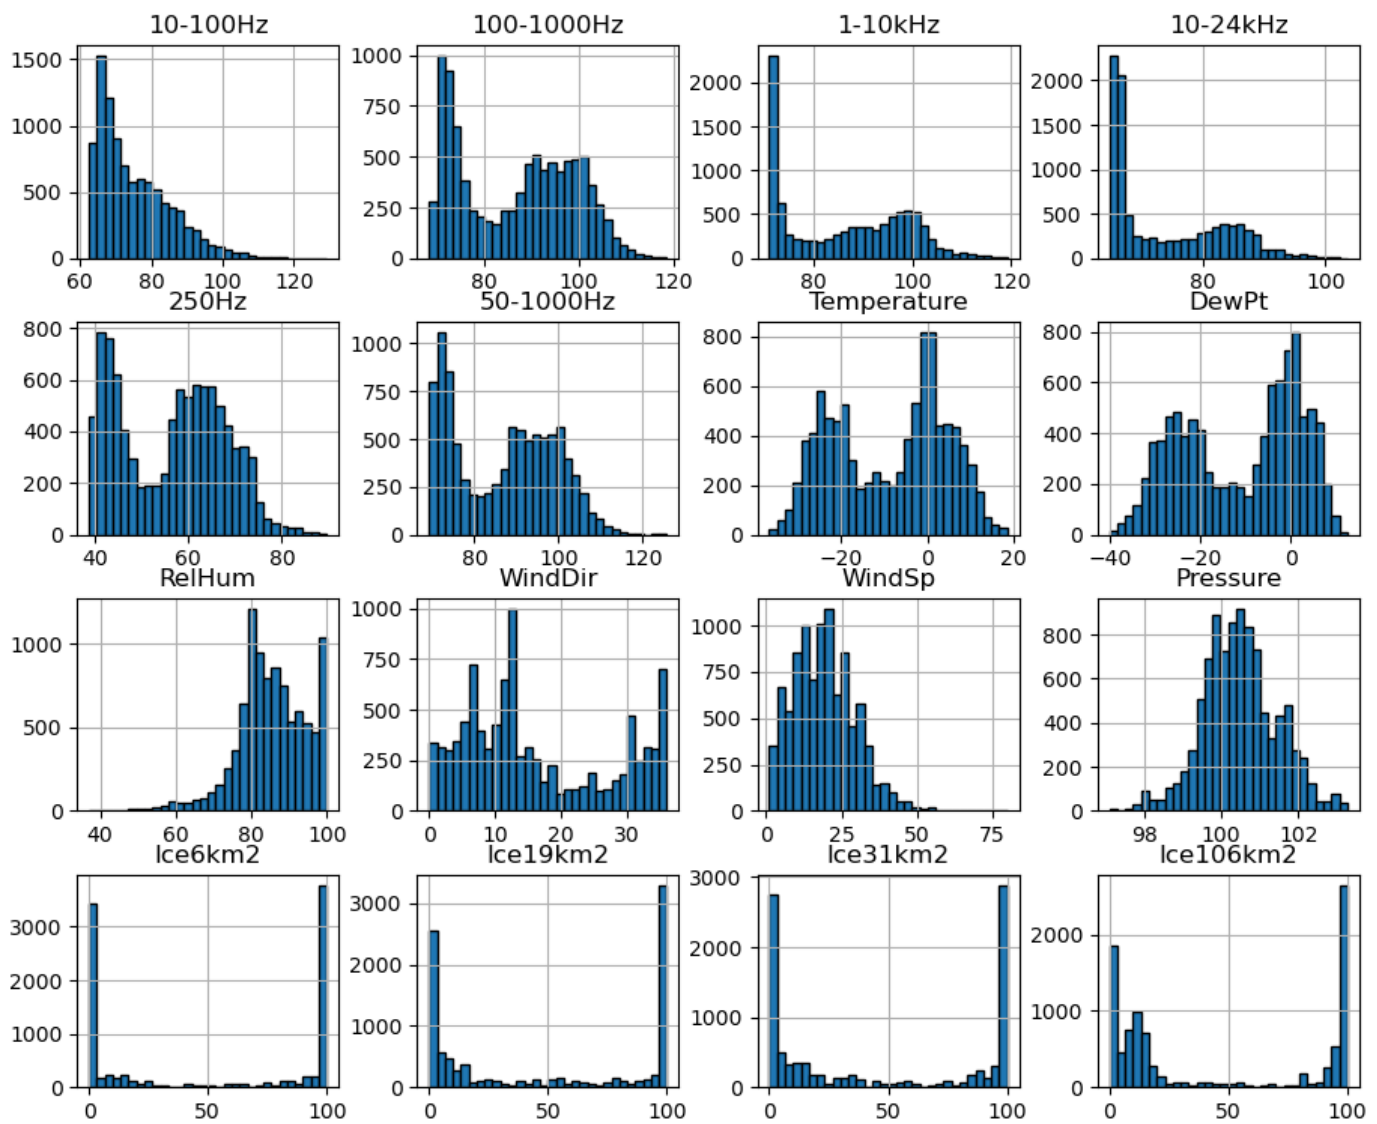 10-100Hz 100-1000Hz 1-10kHz 10-24kHz
1500 1000 500 0
60 80 100 120
1000 750 500 250 0
80 100 120
2000 1500 1000 500 0
80 100 120
2000 1500 1000 500 0
80 100
250Hz 50-1000Hz Temperature DewPt
800 600 400 200 0
40 60 80
1000 750 500 250 0
80 100 120
800 600 400 200 0
−20 0 20
800 600 400 200 0
−40 −20 0
RelHum WindDir WindSp Pressure
1000 500 0
40 60 80 100
1000 750 500 250 0
0 10 20 30
1000 750 500 250 0
0 25 50 75
800 600 400 200 0
98 100 102
Ice6km2 Ice19km2 Ice31km2 Ice106km2
3000 2000 1000 0
0 50 100
3000 2000 1000 0
0 50 100
3000 2000 1000 0
0 50 100
2000 1000 0
0 50 100